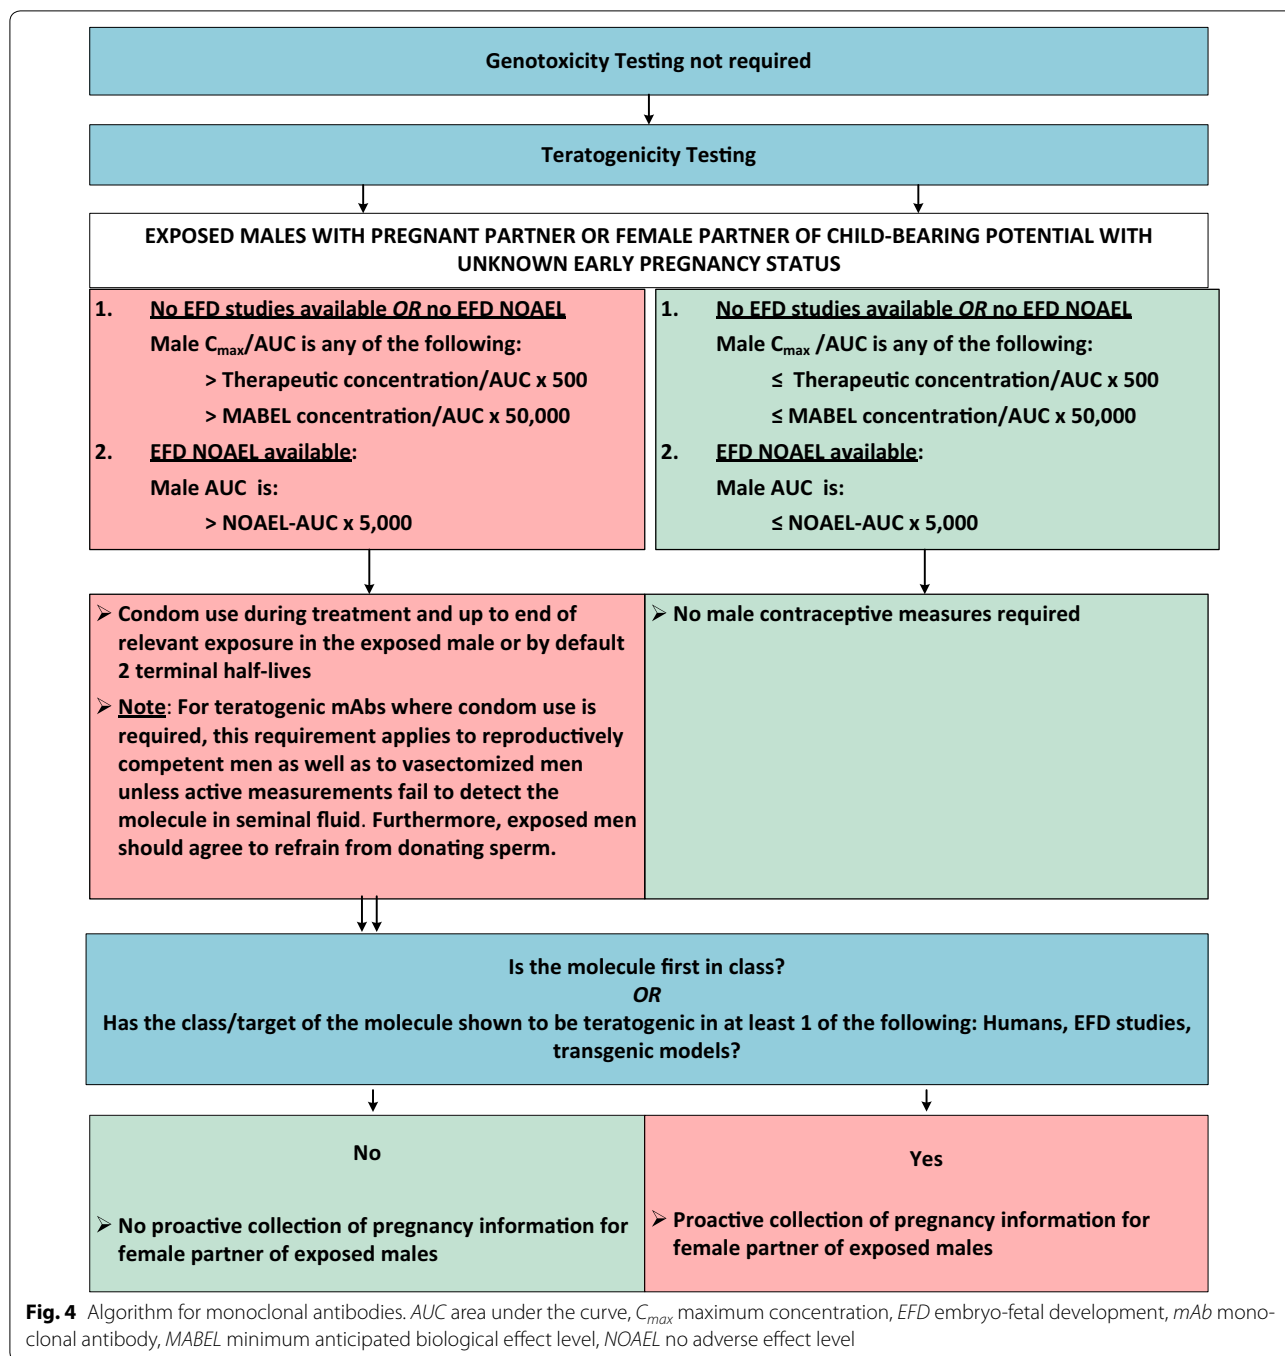 Genotoxicity Testing not required
Teratogenicity Testing
EXPOSED MALES WITH PREGNANT PARTNER OR FEMALE PARTNER OF CHILD-BEARING POTENTIAL WITH
UNKNOWN EARLY PREGNANCY STATUS
1. No EFD studies available OR no EFD NOAEL
Male Cmax/AUC is any of the following:
> Therapeutic concentration/AUC x 500
> MABEL concentration/AUC x 50,000
2. EFD NOAEL available:
Male AUC is:
> NOAEL-AUC x 5,000
1. No EFD studies available OR no EFD NOAEL
Male Cmax /AUC is any of the following:
≤ Therapeutic concentration/AUC x 500
≤ MABEL concentration/AUC x 50,000
2. EFD NOAEL available:
Male AUC is:
≤ NOAEL-AUC x 5,000
➢ Condom use during treatment and up to end of
relevant exposure in the exposed male or by default
2 terminal half-lives
➢ Note: For teratogenic mAbs where condom use is
required, this requirement applies to reproductively
competent men as well as to vasectomized men
unless active measurements fail to detect the
molecule in seminal fluid. Furthermore, exposed men
should agree to refrain from donating sperm.
➢ No male contraceptive measures required
Is the molecule first in class?
OR
Has the class/target of the molecule shown to be teratogenic in at least 1 of the following: Humans, EFD studies,
transgenic models?
No
➢ No proactive collection of pregnancy information for
female partner of exposed males
Yes
➢ Proactive collection of pregnancy information for
female partner of exposed males
Fig. 4 Algorithm for monoclonal antibodies. AUC area under the curve, Cmax maximum concentration, EFD embryo-fetal development, mAb mono-
clonal antibody, MABEL minimum anticipated biological effect level, NOAEL no adverse effect level